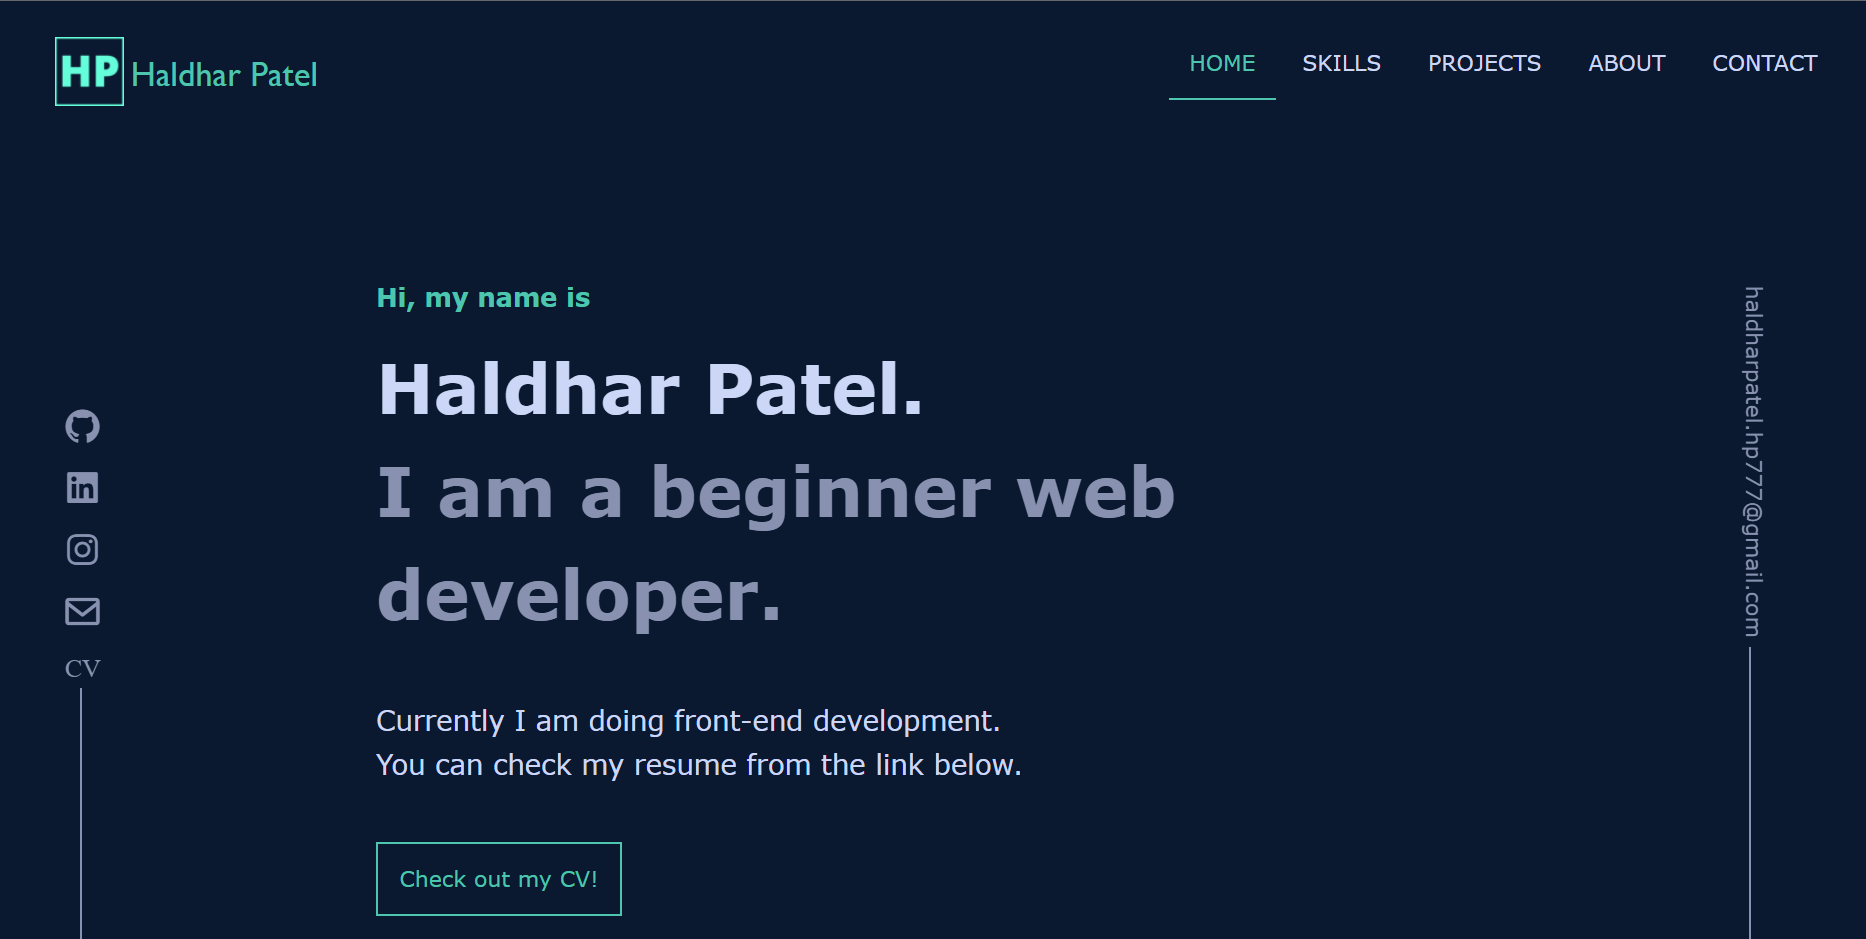 HP Haldhar Patel
HOME SKILLS PROJECTS ABOUT CONTACT
Hi, my name is
Haldhar Patel.
I am a beginner web
developer.
Currently I am doing front-end development.
You can check my resume from the link below.
Check out my CV!
in
CV
haldharpatel.hp777@gmail.com